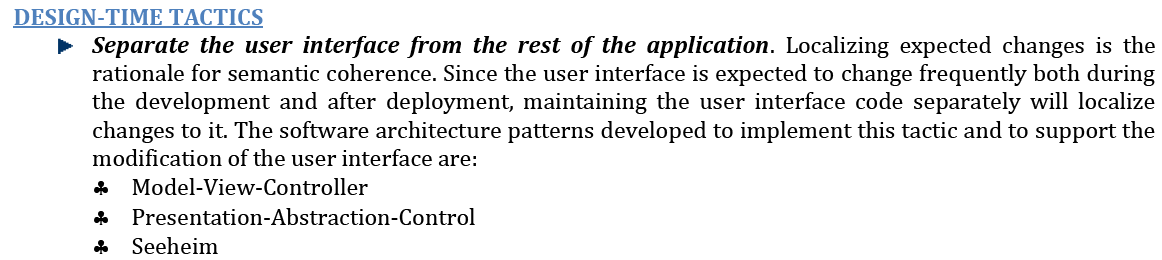 DESIGN-TIME TACTICS
Separate the user interface from the rest of the application. Localizing expected changes is the
rationale for semantic coherence. Since the user interface is expected to change frequently both during
the development and after deployment, maintaining the user interface code separately will localize
changes to it. The software architecture patterns developed to implement this tactic and to support the
modification of the user interface are:
♣ Model-View-Controller
♣ Presentation-Abstraction-Control
♣ Seeheim